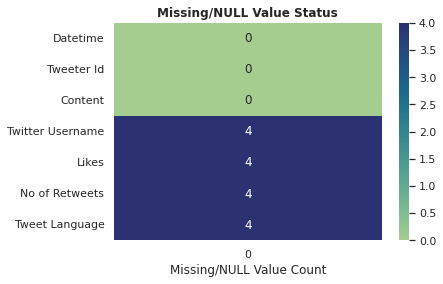 Missing/NULL Value Status
Datetime 0
Tweeter Id 0
Content 0
Twitter Username 4
Likes 4
No of Retweets 4
Tweet Language 4
0
Missing/NULL Value Count
4.0
3.5
3.0
2.5
2.0
1.5
1.0
0.5
0.0